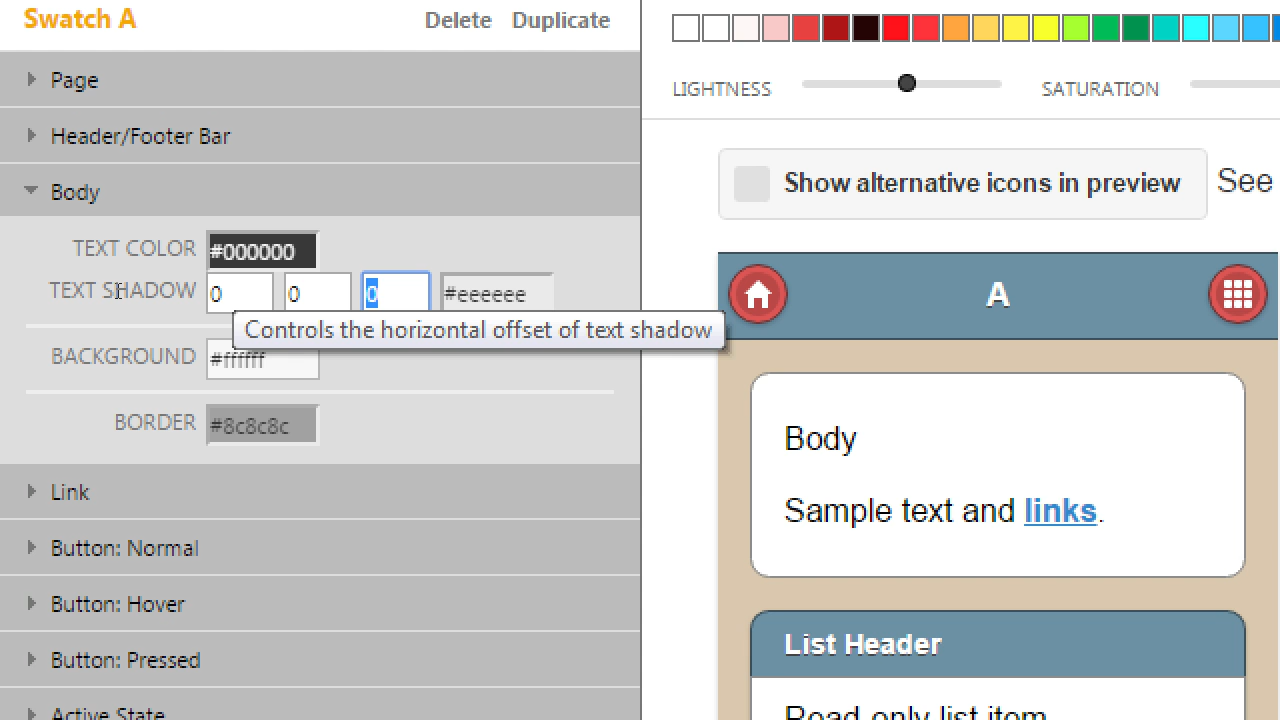 Swatch A Delete Duplicate
Page
Header/Footer Bar
Body
TEXT COLOR #000000
TEXT SHADOW 0 0 0 #eeeeee
Controls the horizontal offset of text shadow
BACKGROUND #ffffff
BORDER #8c8c8c
Link
Button: Normal
Button: Hover
Button: Pressed
Active State
LIGHTNESS SATURATION
Show alternative icons in preview See
A
Body
Sample text and links.
List Header
Read-only list item